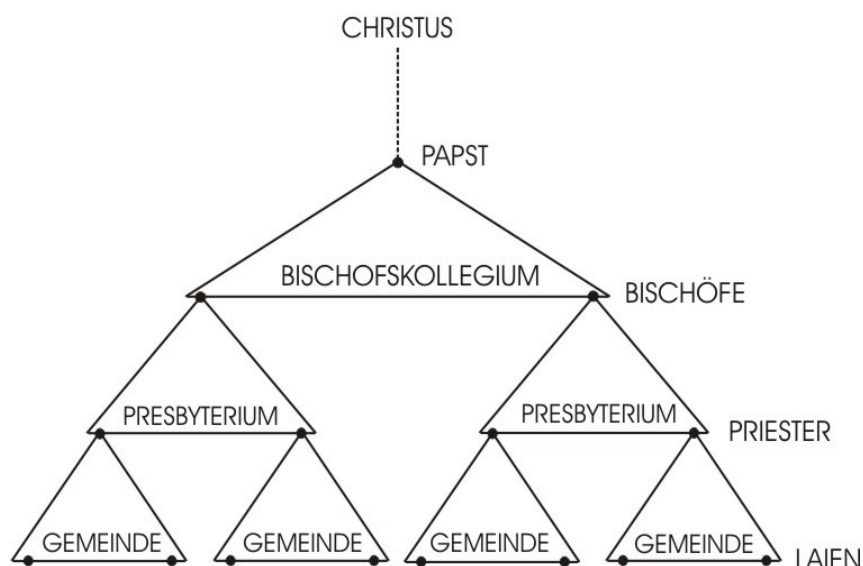 CHRISTUS
PAPST
BISCHOFSKOLLEGIUM
BISCHÖFE
PRESBYTERIUM
PRESBYTERIUM
PRIESTER
GEMEINDE
GEMEINDE
GEMEINDE
GEMEINDE
LAIEN